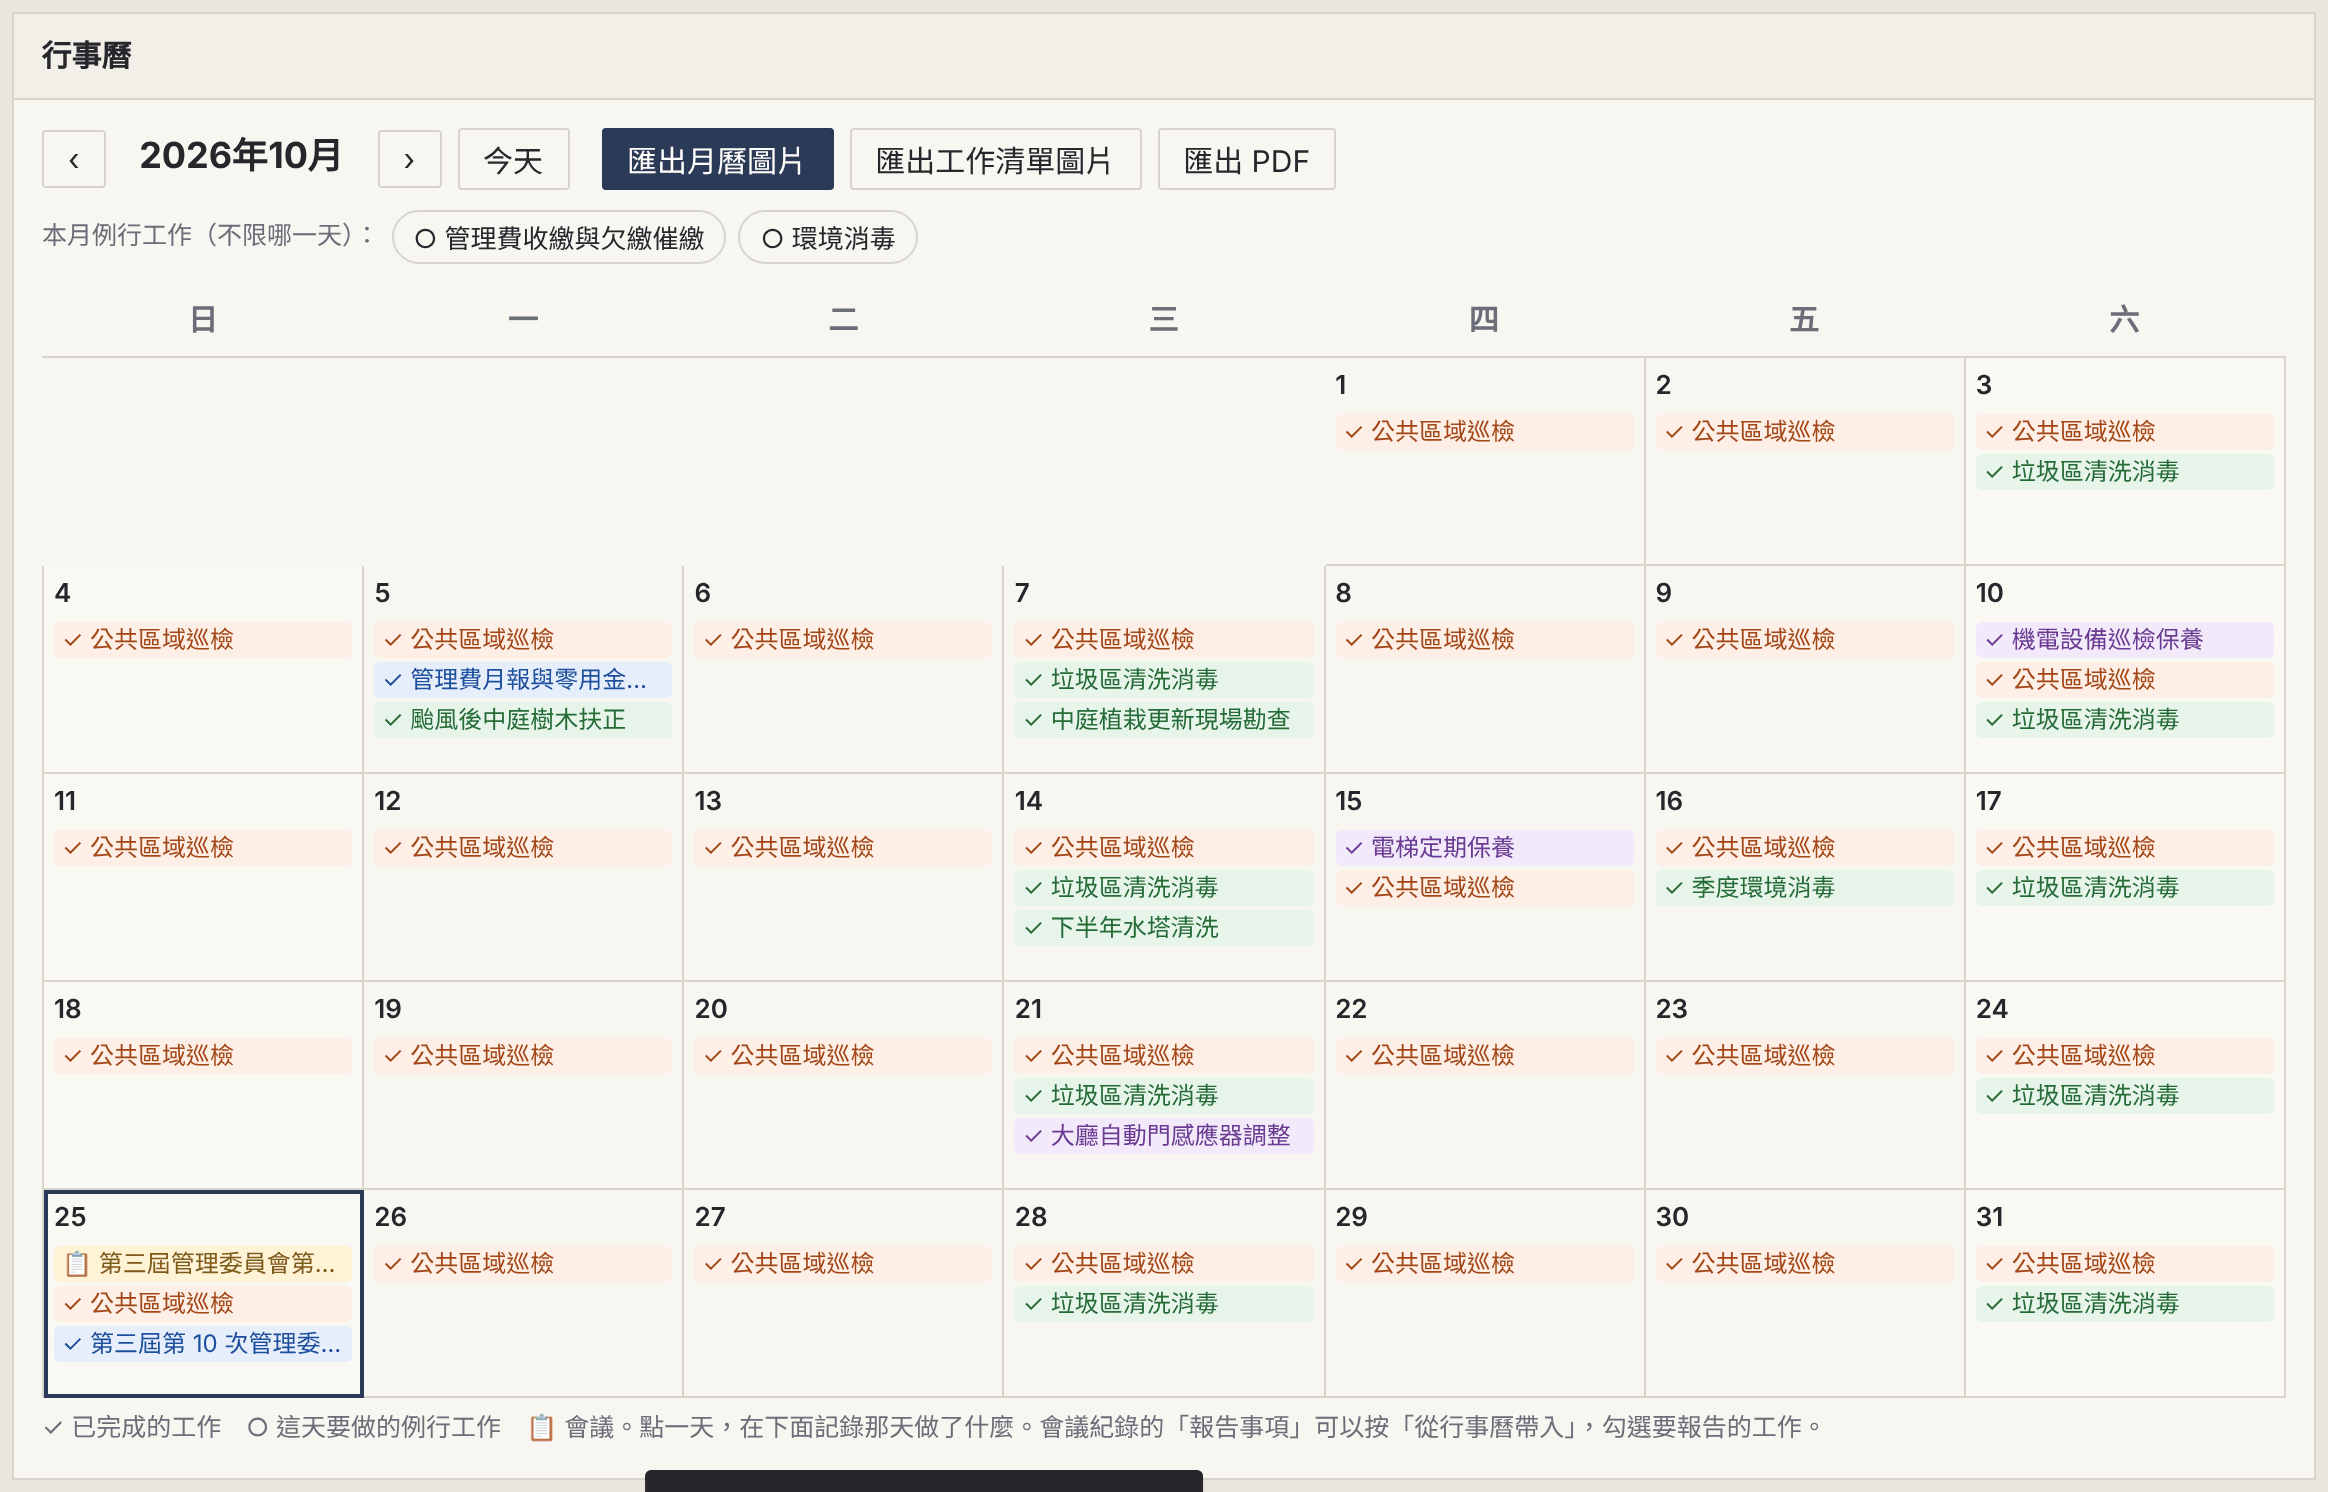 行事曆
‹ 2026年10月 › 今天 匯出月曆圖片 匯出工作清單圖片 匯出 PDF
本月例行工作（不限哪一天）： ○ 管理費收繳與欠繳催繳 ○ 環境消毒
日 一 二 三 四 五 六
1
✓ 公共區域巡檢
2
✓ 公共區域巡檢
3
✓ 公共區域巡檢
✓ 垃圾區清洗消毒
4
✓ 公共區域巡檢
5
✓ 公共區域巡檢
✓ 管理費月報與零用金...
✓ 颱風後中庭樹木扶正
6
✓ 公共區域巡檢
7
✓ 公共區域巡檢
✓ 垃圾區清洗消毒
✓ 中庭植栽更新現場勘查
8
✓ 公共區域巡檢
9
✓ 公共區域巡檢
10
✓ 機電設備巡檢保養
✓ 公共區域巡檢
✓ 垃圾區清洗消毒
11
✓ 公共區域巡檢
12
✓ 公共區域巡檢
13
✓ 公共區域巡檢
14
✓ 公共區域巡檢
✓ 垃圾區清洗消毒
✓ 下半年水塔清洗
15
✓ 電梯定期保養
✓ 公共區域巡檢
16
✓ 公共區域巡檢
✓ 季度環境消毒
17
✓ 公共區域巡檢
✓ 垃圾區清洗消毒
18
✓ 公共區域巡檢
19
✓ 公共區域巡檢
20
✓ 公共區域巡檢
21
✓ 公共區域巡檢
✓ 垃圾區清洗消毒
✓ 大廳自動門感應器調整
22
✓ 公共區域巡檢
23
✓ 公共區域巡檢
24
✓ 公共區域巡檢
✓ 垃圾區清洗消毒
25
📋 第三屆管理委員會第...
✓ 公共區域巡檢
✓ 第三屆第 10 次管理委...
26
✓ 公共區域巡檢
27
✓ 公共區域巡檢
28
✓ 公共區域巡檢
✓ 垃圾區清洗消毒
29
✓ 公共區域巡檢
30
✓ 公共區域巡檢
31
✓ 公共區域巡檢
✓ 垃圾區清洗消毒
✓ 已完成的工作 ○ 這天要做的例行工作 📋 會議。點一天，在下面記錄那天做了什麼。會議紀錄的「報告事項」可以按「從行事曆帶入」，勾選要報告的工作。